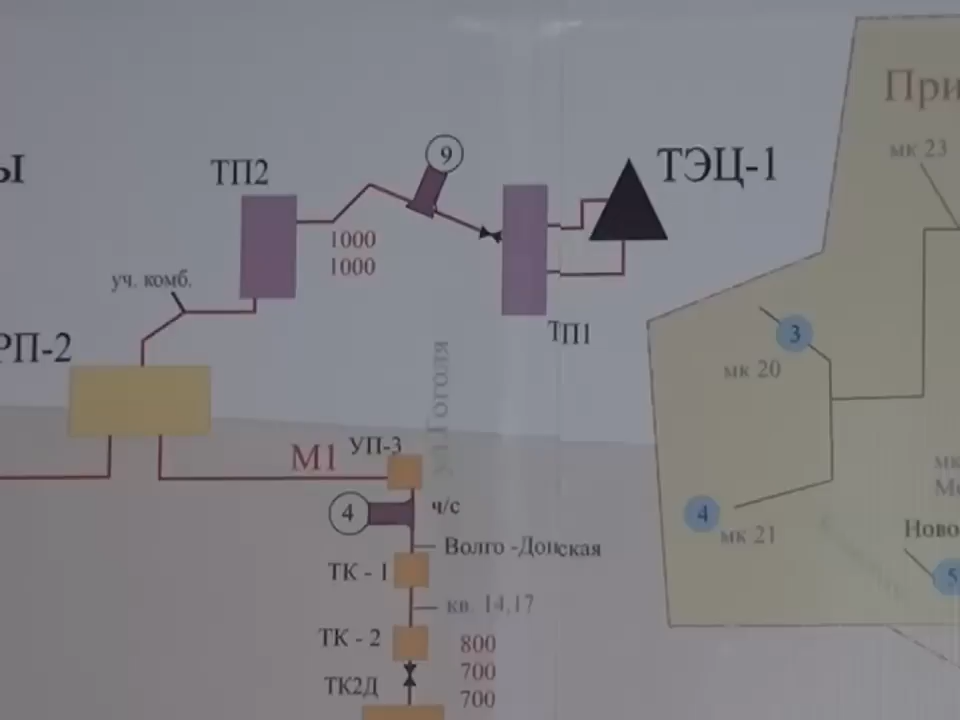 Ы
ТП2
9
ТЭЦ-1
При
мк 23
1000
1000
уч. комб.
ТП1
РП-2
3
мк 20
ул Гоголя
М1
УП-3
4
ч/с
4
мк 21
Волго -Донская
Ново
ТК - 1
5
кв. 14,17
ТК - 2
800
700
700
ТК2Д
мк